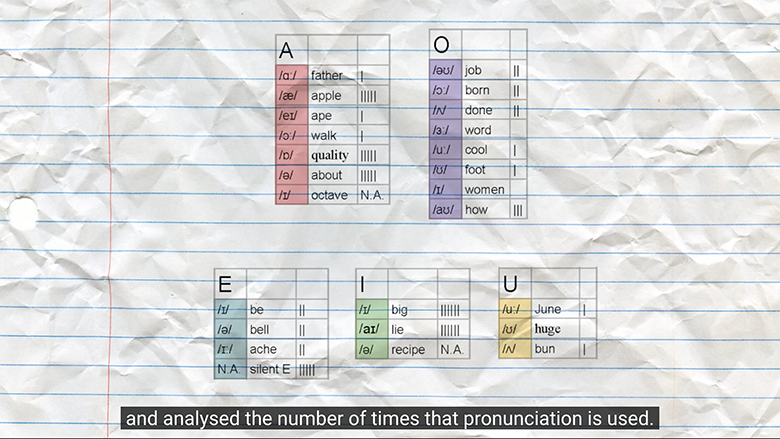 A
/ɑː/ father |
/æ/ apple |||||
/eɪ/ ape |
/ɔː/ walk |
/ɒ/ quality |||||
/ə/ about |||||
/ɪ/ octave N.A.
O
/əʊ/ job ||
/ɔː/ born ||
/ʌ/ done ||
/ɜː/ word
/uː/ cool |
/ʊ/ foot |
/ɪ/ women
/aʊ/ how |||
E
/ɪ/ be ||
/ə/ bell ||
/ɪː/ ache ||
N.A. silent E |||||
I
/ɪ/ big ||||||
/aɪ/ lie ||||||
/ə/ recipe N.A.
U
/uː/ June |
/ʊ/ huge
/ʌ/ bun |
and analysed the number of times that pronunciation is used.